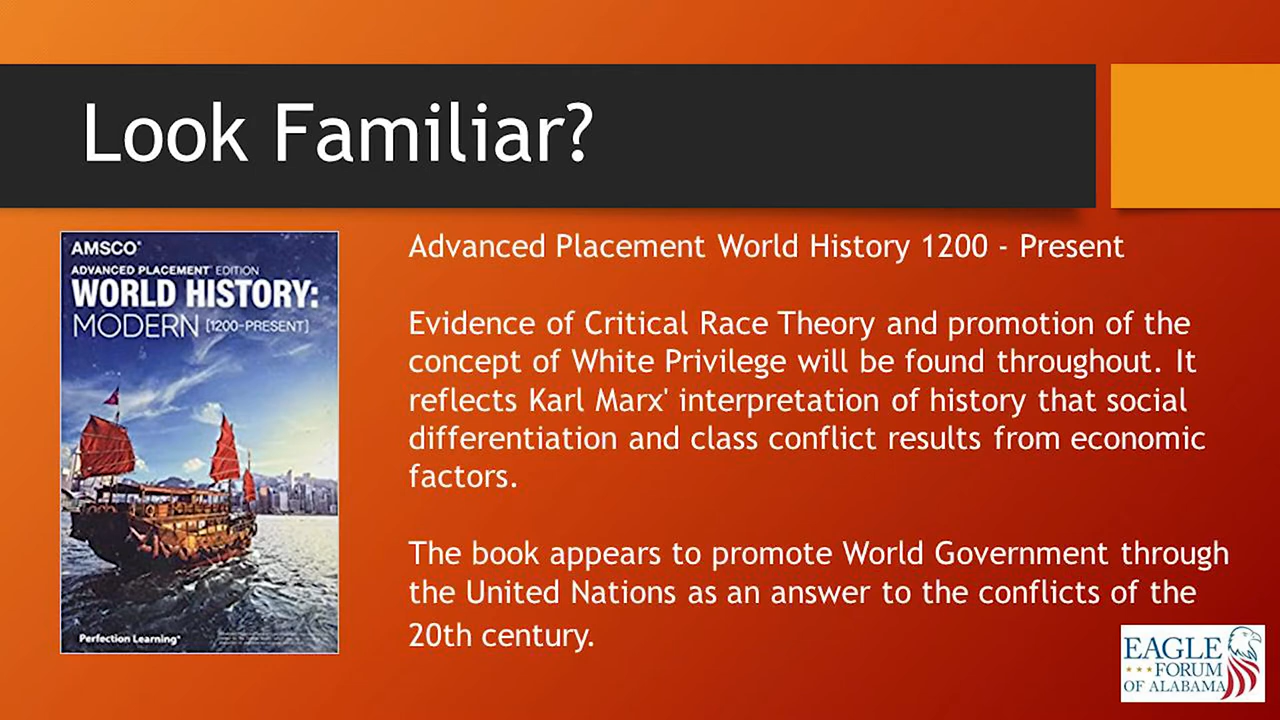 Look Familiar?
AMSCO®
ADVANCED PLACEMENT EDITION
WORLD HISTORY:
MODERN [1200-PRESENT]
Perfection Learning®
Advanced Placement World History 1200 - Present
Evidence of Critical Race Theory and promotion of the
concept of White Privilege will be found throughout. It
reflects Karl Marx' interpretation of history that social
differentiation and class conflict results from economic
factors.
The book appears to promote World Government through
the United Nations as an answer to the conflicts of the
20th century.
EAGLE
FORUM
OF ALABAMA